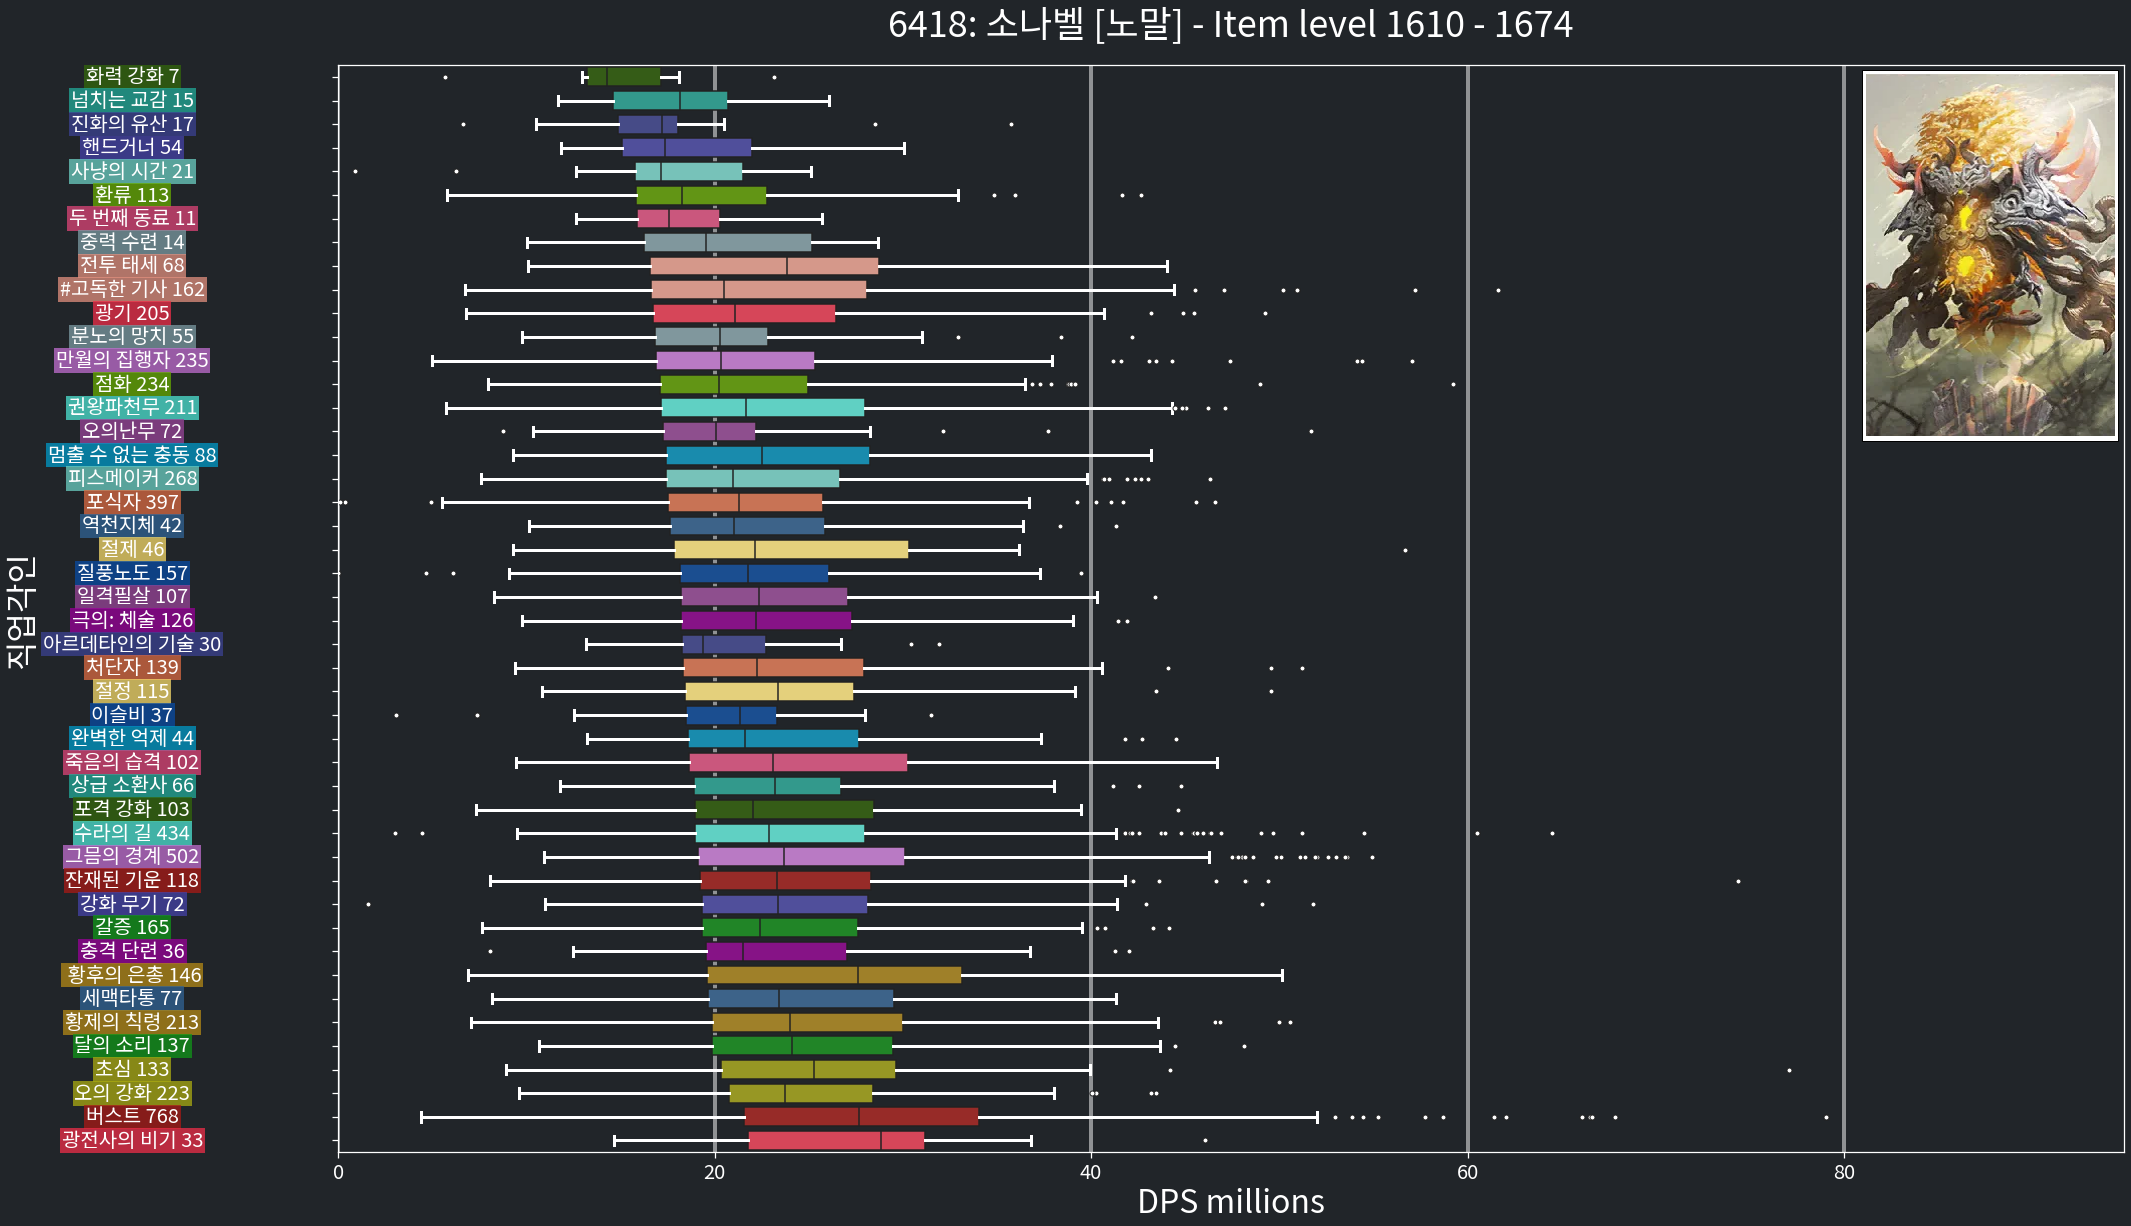 6418: 소나벨 [노말] - Item level 1610 - 1674
화력 강화 7
넘치는 교감 15
진화의 유산 17
핸드거너 54
사냥의 시간 21
환류 113
두 번째 동료 11
중력 수련 14
전투 태세 68
#고독한 기사 162
광기 205
분노의 망치 55
만월의 집행자 235
점화 234
권왕파천무 211
오의난무 72
멈출 수 없는 충동 88
피스메이커 268
포식자 397
역천지체 42
절제 46
질풍노도 157
일격필살 107
극의: 체술 126
아르데타인의 기술 30
처단자 139
절정 115
이슬비 37
완벽한 억제 44
죽음의 습격 102
상급 소환사 66
포격 강화 103
수라의 길 434
그믐의 경계 502
잔재된 기운 118
강화 무기 72
갈증 165
충격 단련 36
황후의 은총 146
세맥타통 77
황제의 칙령 213
달의 소리 137
초심 133
오의 강화 223
버스트 768
광전사의 비기 33
직업각인
0 20 40 60 80
DPS millions